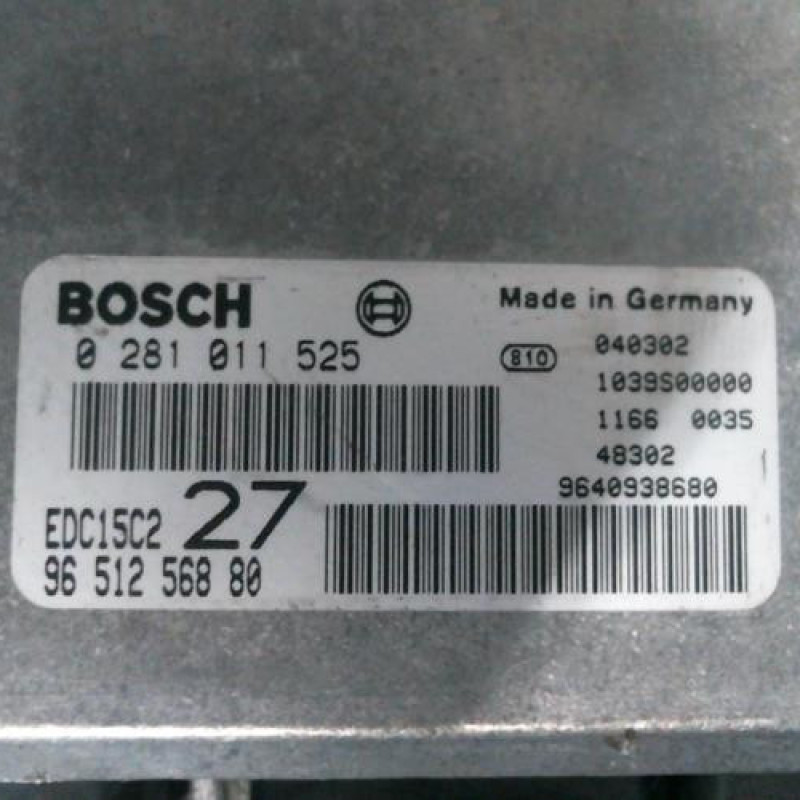 BOSCH
Made in Germany
0 281 011 525
810
040302
1039S00000
1166 0035
48302
9640938680
EDC15C2 27
96 512 568 80